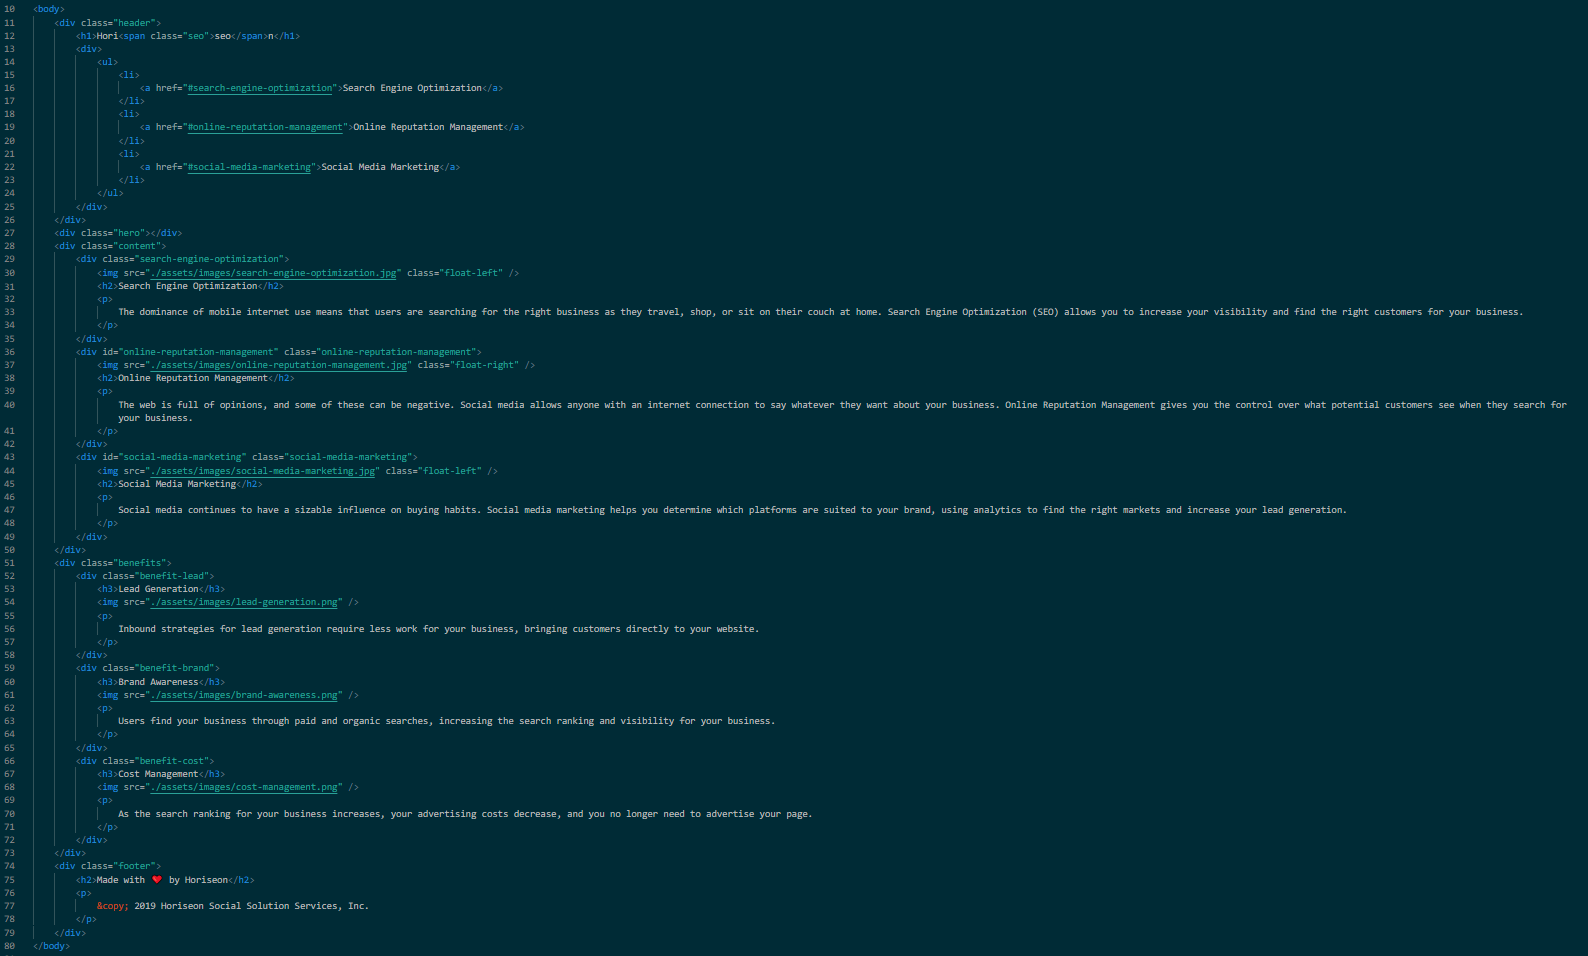 10 <body>
11 <div class="header">
12 <h1>Hori<span class="seo">seo</span>n</h1>
13 <div>
14 <ul>
15 <li>
16 <a href="#search-engine-optimization">Search Engine Optimization</a>
17 </li>
18 <li>
19 <a href="#online-reputation-management">Online Reputation Management</a>
20 </li>
21 <li>
22 <a href="#social-media-marketing">Social Media Marketing</a>
23 </li>
24 </ul>
25 </div>
26 </div>
27 <div class="hero"></div>
28 <div class="content">
29 <div class="search-engine-optimization">
30 <img src="./assets/images/search-engine-optimization.jpg" class="float-left" />
31 <h2>Search Engine Optimization</h2>
32 <p>
33 The dominance of mobile internet use means that users are searching for the right business as they travel, shop, or sit on their couch at home. Search Engine Optimization (SEO) allows you to increase your visibility and find the right customers for your business.
34 </p>
35 </div>
36 <div id="online-reputation-management" class="online-reputation-management">
37 <img src="./assets/images/online-reputation-management.jpg" class="float-right" />
38 <h2>Online Reputation Management</h2>
39 <p>
40 The web is full of opinions, and some of these can be negative. Social media allows anyone with an internet connection to say whatever they want about your business. Online Reputation Management gives you the control over what potential customers see when they search for
your business.
41 </p>
42 </div>
43 <div id="social-media-marketing" class="social-media-marketing">
44 <img src="./assets/images/social-media-marketing.jpg" class="float-left" />
45 <h2>Social Media Marketing</h2>
46 <p>
47 Social media continues to have a sizable influence on buying habits. Social media marketing helps you determine which platforms are suited to your brand, using analytics to find the right markets and increase your lead generation.
48 </p>
49 </div>
50 </div>
51 <div class="benefits">
52 <div class="benefit-lead">
53 <h3>Lead Generation</h3>
54 <img src="./assets/images/lead-generation.png" />
55 <p>
56 Inbound strategies for lead generation require less work for your business, bringing customers directly to your website.
57 </p>
58 </div>
59 <div class="benefit-brand">
60 <h3>Brand Awareness</h3>
61 <img src="./assets/images/brand-awareness.png" />
62 <p>
63 Users find your business through paid and organic searches, increasing the search ranking and visibility for your business.
64 </p>
65 </div>
66 <div class="benefit-cost">
67 <h3>Cost Management</h3>
68 <img src="./assets/images/cost-management.png" />
69 <p>
70 As the search ranking for your business increases, your advertising costs decrease, and you no longer need to advertise your page.
71 </p>
72 </div>
73 </div>
74 <div class="footer">
75 <h2>Made with ❤️ by Horiseon</h2>
76 <p>
77 &copy; 2019 Horiseon Social Solution Services, Inc.
78 </p>
79 </div>
80 </body>